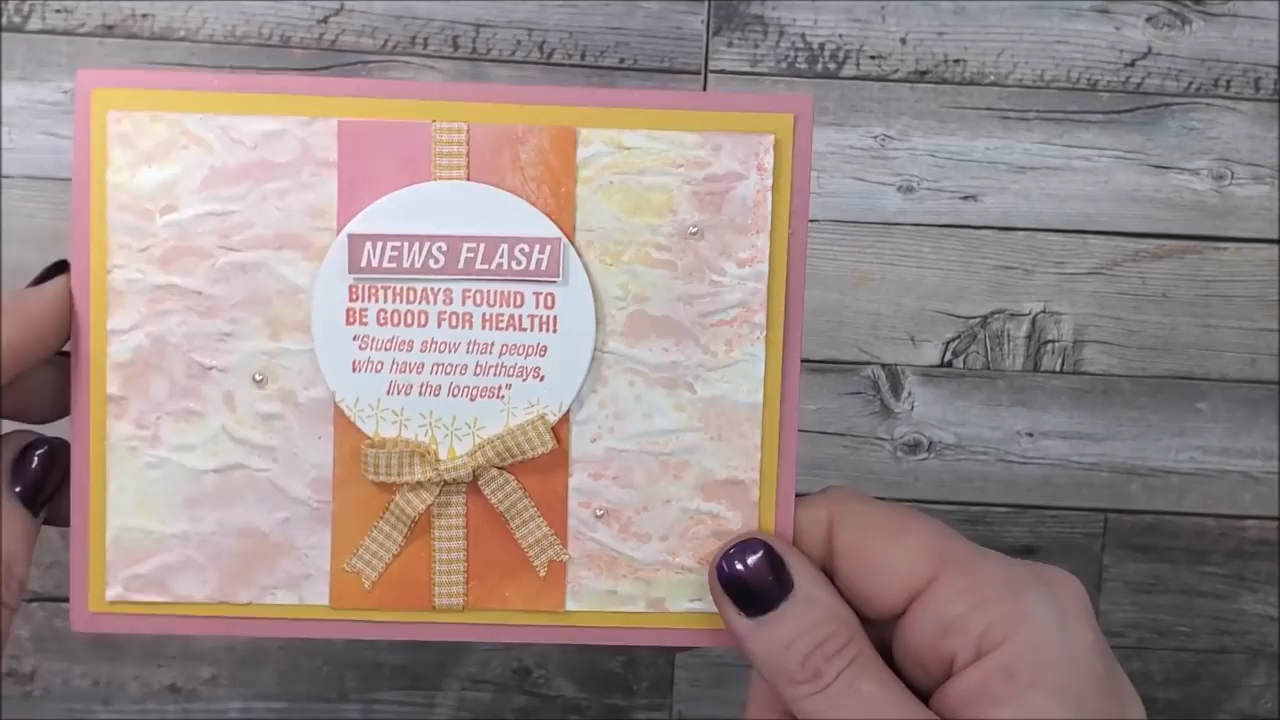 NEWS FLASH
BIRTHDAYS FOUND TO
BE GOOD FOR HEALTH!
“Studies show that people
who have more birthdays,
live the longest.”